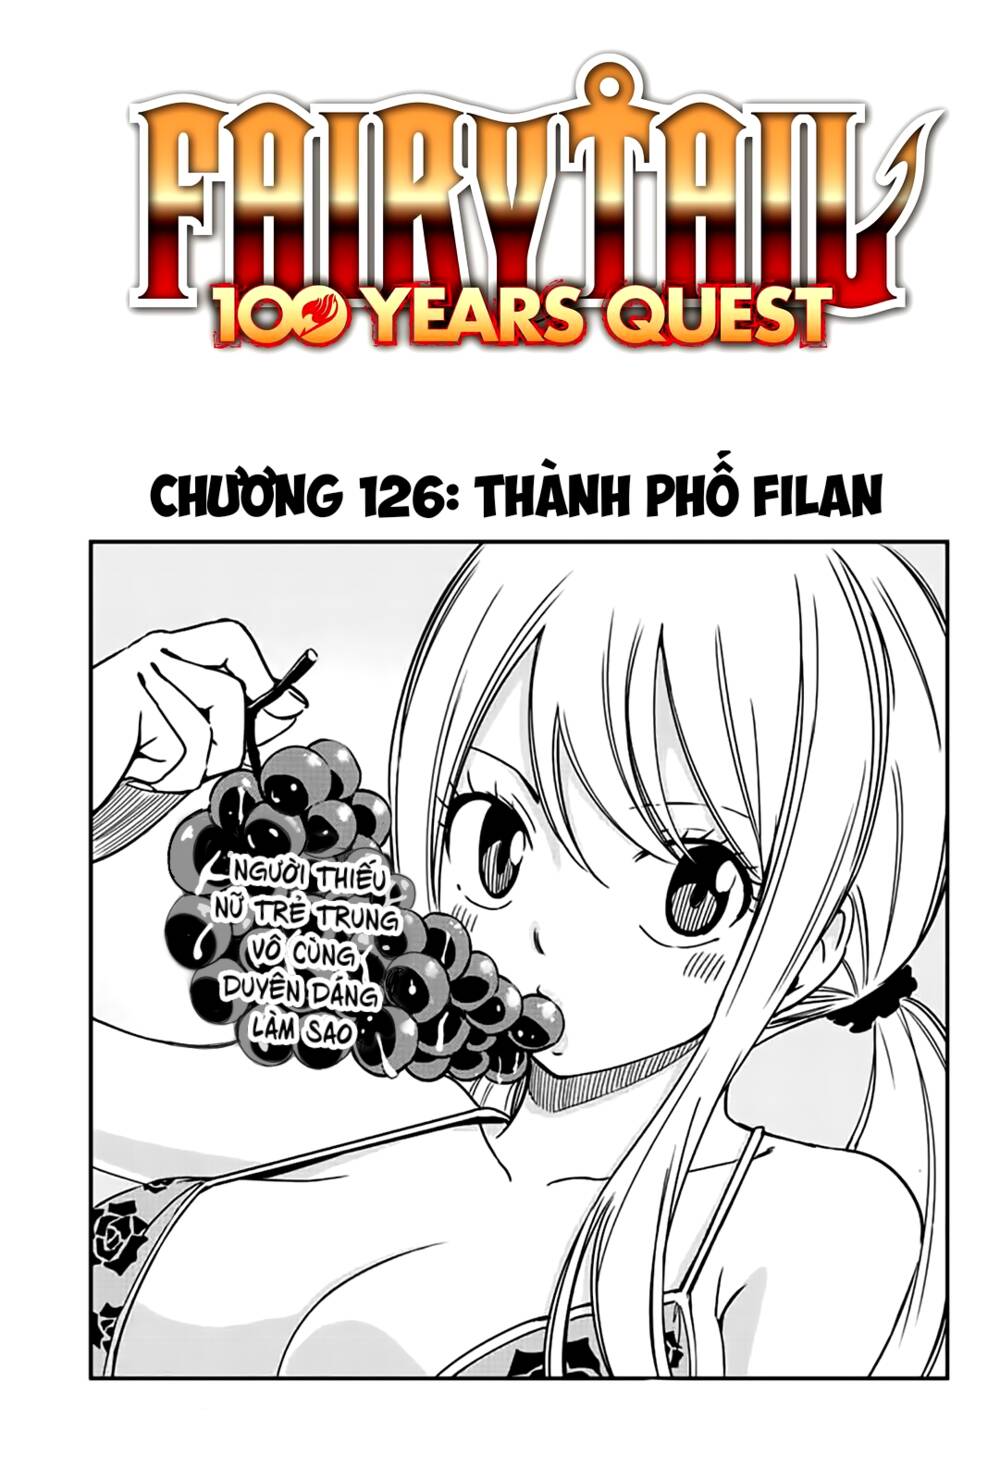 FAIRY TAIL
100 YEARS QUEST
CHƯƠNG 126: THÀNH PHỐ FILAN
NGƯỜI THIẾU
NỮ TRẺ TRUNG
VÔ CÙNG
DUYÊN DÁNG
LÀM SAO